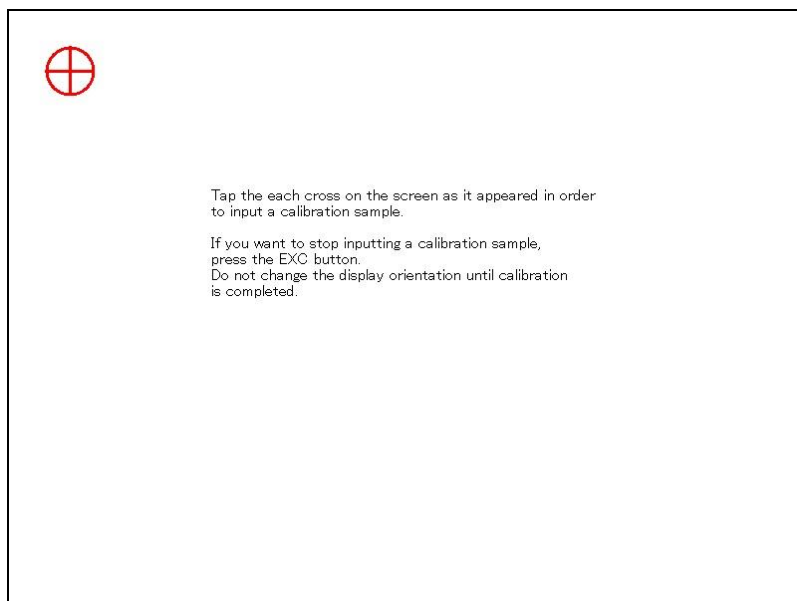 Tap the each cross on the screen as it appeared in order
to input a calibration sample.
If you want to stop inputting a calibration sample,
press the EXC button.
Do not change the display orientation until calibration
is completed.